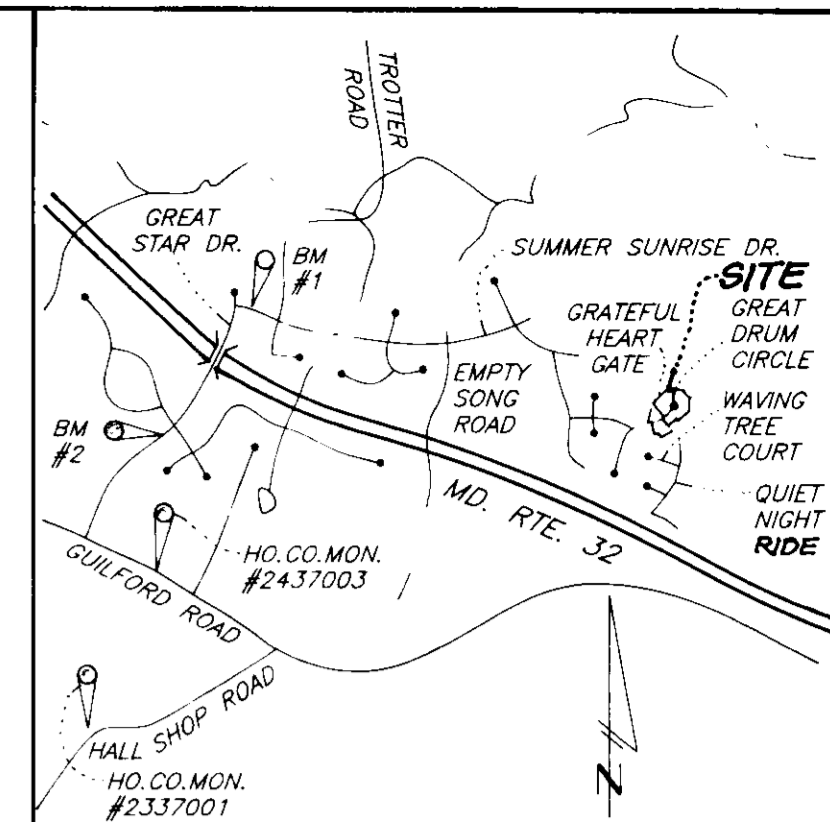 TROTTER
ROAD
GREAT
STAR DR.
BM
#1
SUMMER SUNRISE DR.
SITE
GRATEFUL
HEART
GATE
GREAT
DRUM
CIRCLE
EMPTY
SONG
ROAD
WAVING
TREE
COURT
BM
#2
QUIET
NIGHT
RIDE
MD. RTE. 32
HO.CO.MON.
#2437003
GUILFORD ROAD
HALL SHOP ROAD
HO.CO.MON.
#2337001
N